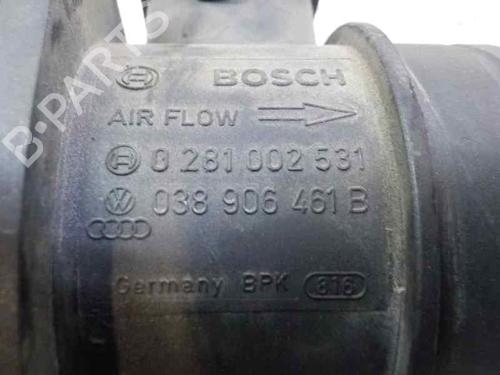 BOSCH
AIR FLOW
0 281 002 531
038 906 461 B
Germany BPK 816
B-PARTS